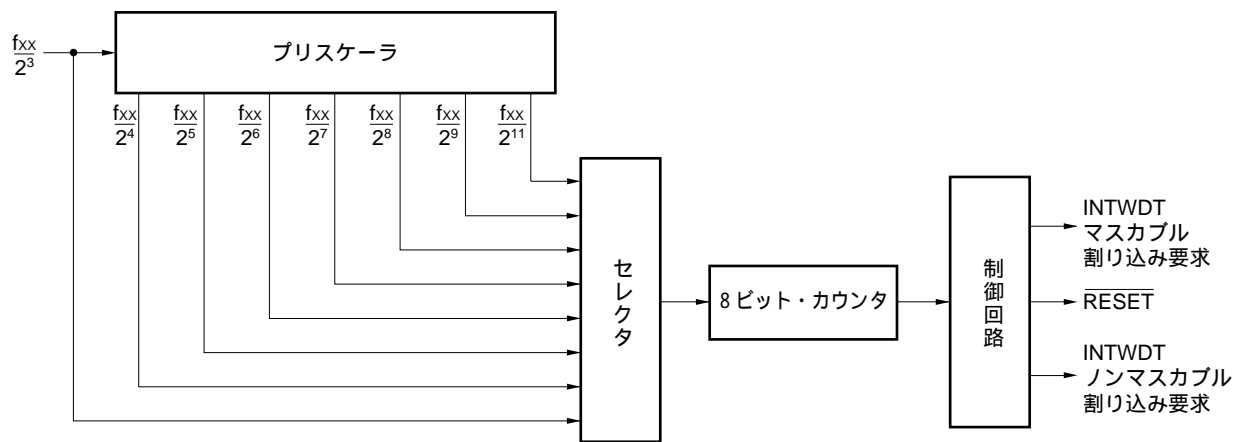 プリスケーラ
fxx
2³
fxx
2⁴
fxx
2⁵
fxx
2⁶
fxx
2⁷
fxx
2⁸
fxx
2⁹
fxx
2¹¹
セレクタ
8ビット・カウンタ
制御回路
INTWDT
マスカブル
割り込み要求
RESET
INTWDT
ノンマスカブル
割り込み要求